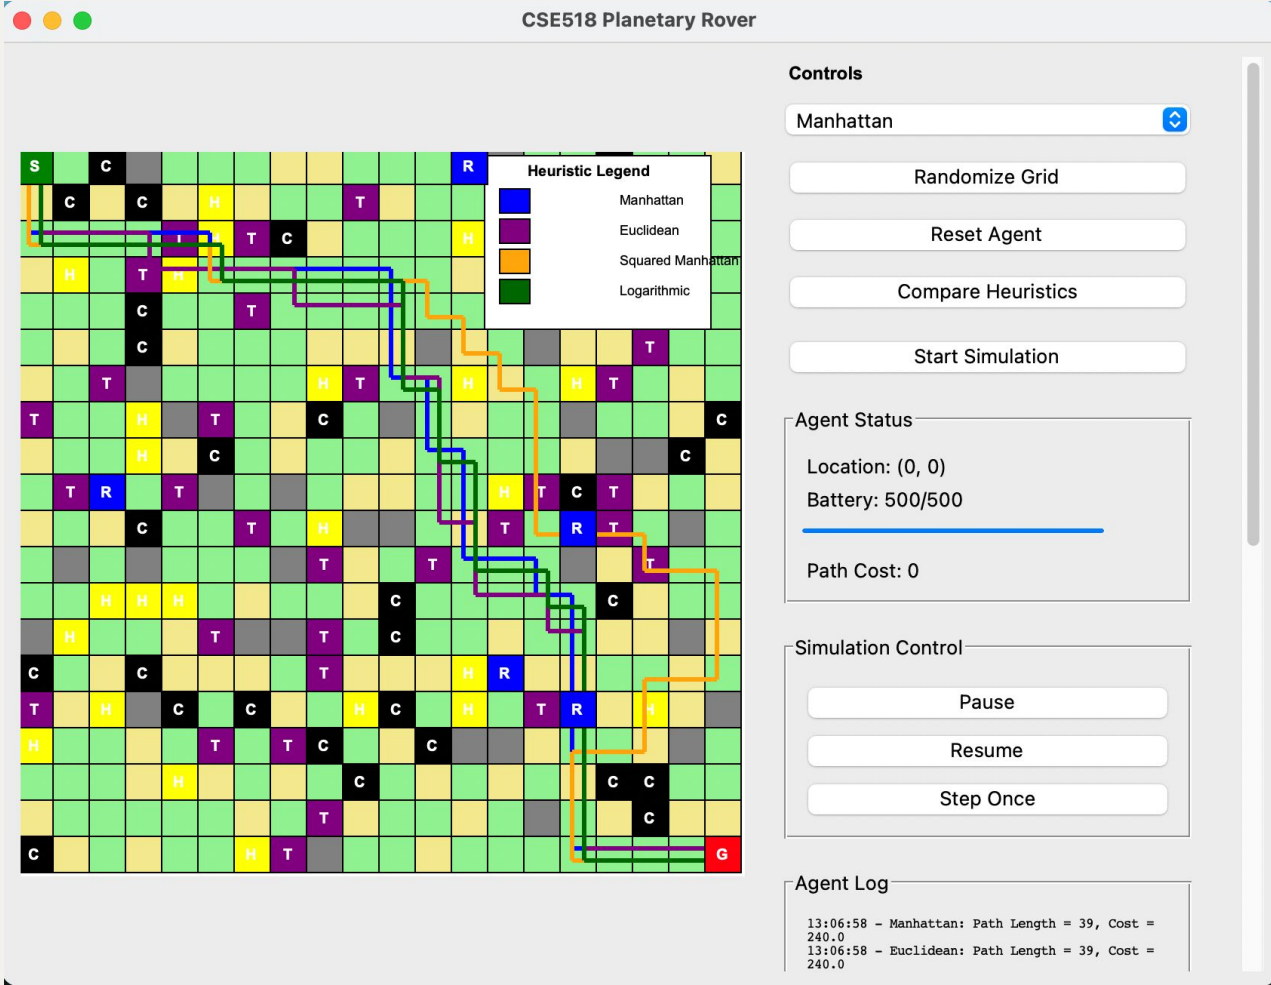 CSE518 Planetary Rover
S C R
C C H T
T H T C H
H T H
C T
C T
T H T H H T
T H T C C
H C C
T R T H T C T
C T H T R T
T T T
H H H C C
H T T C
C C T H R
T H C C H C H T R H
H T T C C
H C C C
T C
C H T G
Heuristic Legend
Manhattan
Euclidean
Squared Manhattan
Logarithmic
Controls
Manhattan
Randomize Grid
Reset Agent
Compare Heuristics
Start Simulation
Agent Status
Location: (0, 0)
Battery: 500/500
Path Cost: 0
Simulation Control
Pause
Resume
Step Once
Agent Log
13:06:58 - Manhattan: Path Length = 39, Cost =
240.0
13:06:58 - Euclidean: Path Length = 39, Cost =
240.0